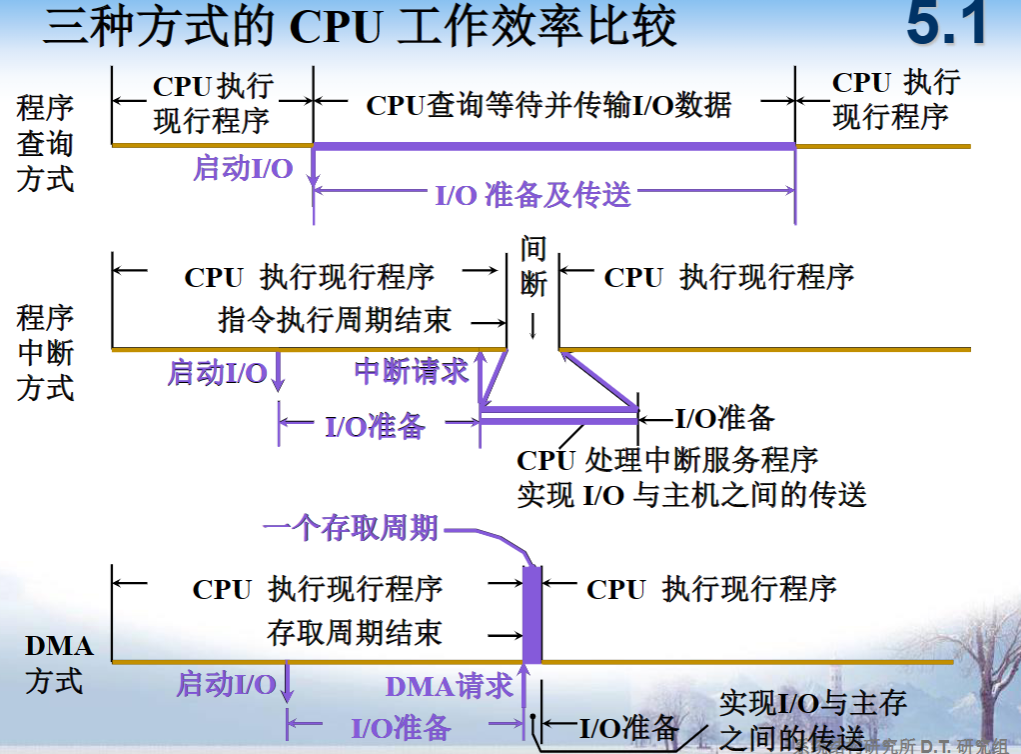 三种方式的 CPU 工作效率比较
5.1
程序
查询
方式
CPU执行
现行程序
CPU查询等待并传输I/O数据
CPU 执行
现行程序
启动I/O
I/O 准备及传送
程序
中断
方式
CPU 执行现行程序
指令执行周期结束
间
断
CPU 执行现行程序
启动I/O
中断请求
I/O准备
I/O准备
CPU 处理中断服务程序
实现 I/O 与主机之间的传送
一个存取周期
DMA
方式
CPU 执行现行程序
存取周期结束
CPU 执行现行程序
启动I/O
DMA请求
I/O准备
I/O准备
实现I/O与主存
之间的传送
研究所 D.T. 研究组